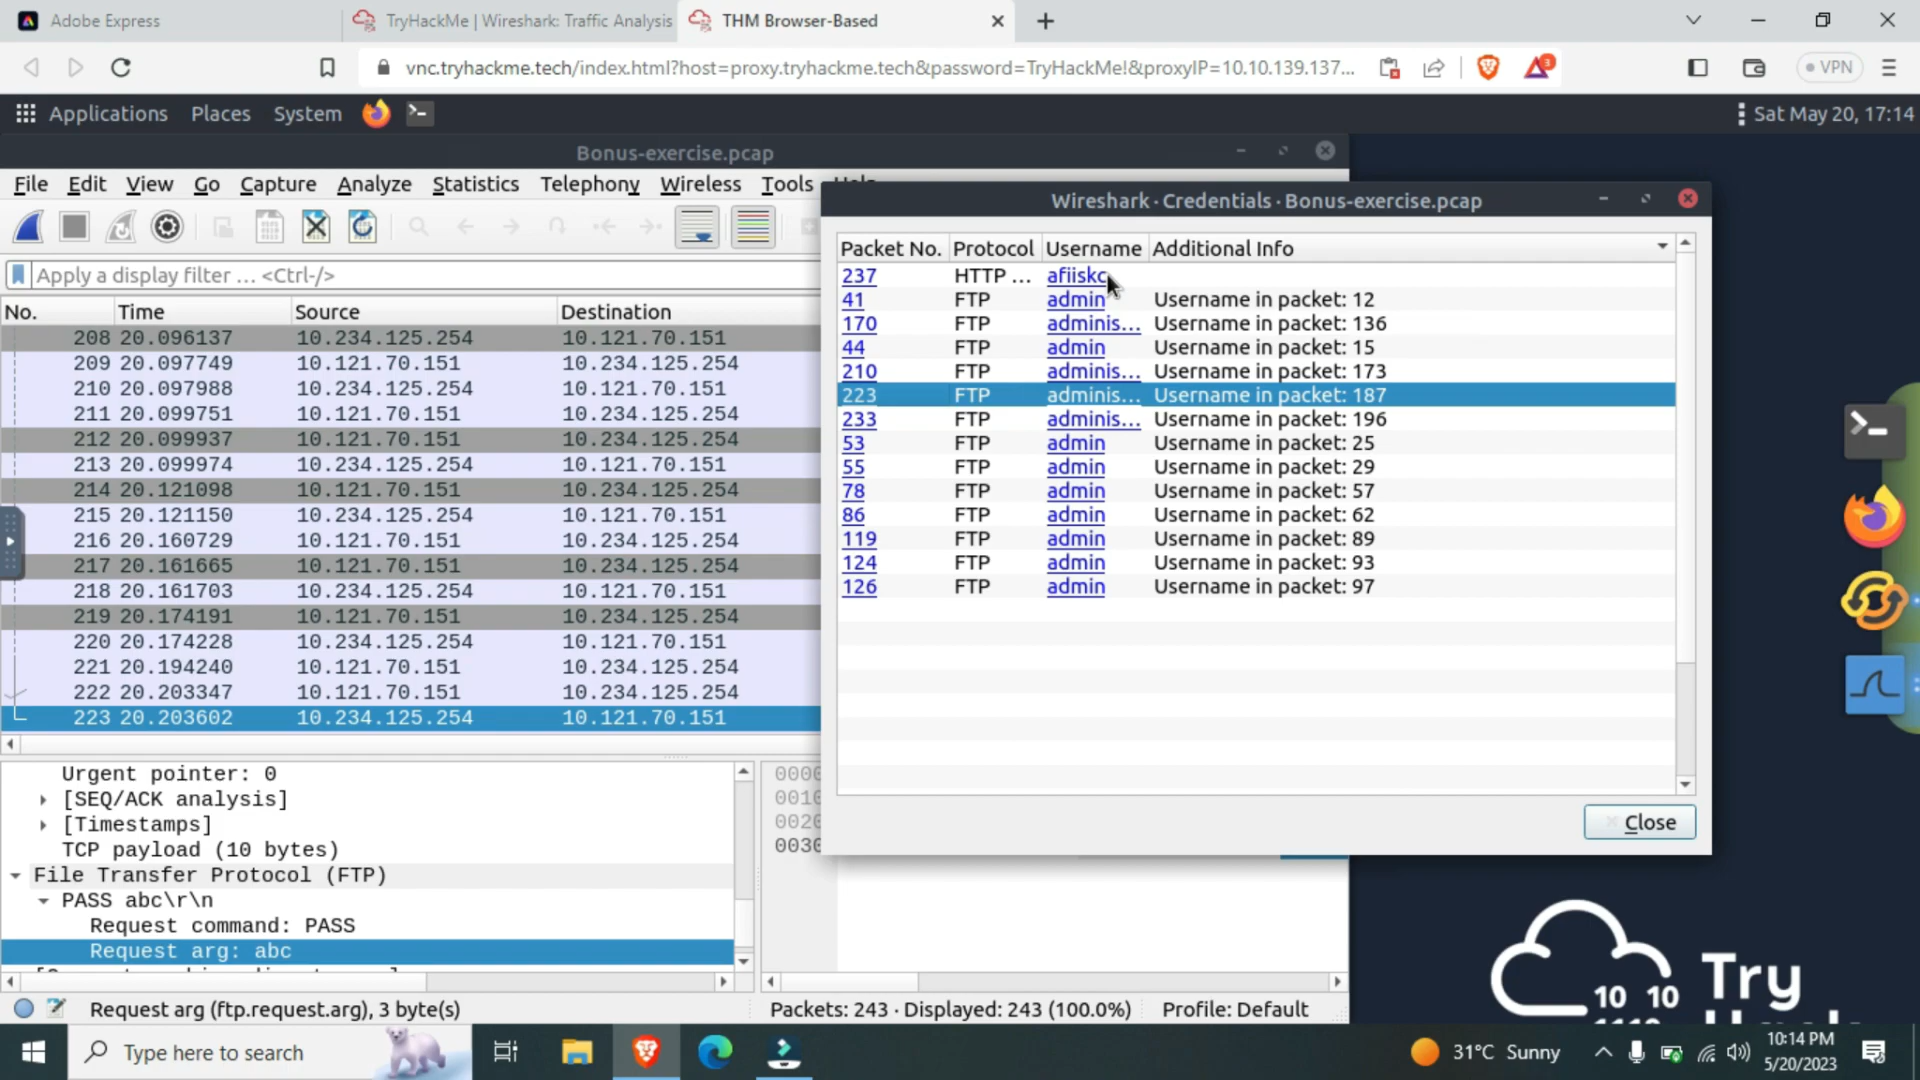 Adobe Express
TryHackMe | Wireshark: Traffic Analysis
THM Browser-Based
vnc.tryhackme.tech/index.html?host=proxy.tryhackme.tech&password=TryHackMe!&proxyIP=10.10.139.137...
3
VPN
Applications Places System
Sat May 20, 17:14
Bonus-exercise.pcap
File Edit View Go Capture Analyze Statistics Telephony Wireless Tools
Apply a display filter … <Ctrl-/>
No. Time Source Destination
208 20.096137 10.234.125.254 10.121.70.151
209 20.097749 10.121.70.151 10.234.125.254
210 20.097988 10.234.125.254 10.121.70.151
211 20.099751 10.121.70.151 10.234.125.254
212 20.099937 10.121.70.151 10.234.125.254
213 20.099974 10.234.125.254 10.121.70.151
214 20.121098 10.121.70.151 10.234.125.254
215 20.121150 10.234.125.254 10.121.70.151
216 20.160729 10.121.70.151 10.234.125.254
217 20.161665 10.121.70.151 10.234.125.254
218 20.161703 10.234.125.254 10.121.70.151
219 20.174191 10.121.70.151 10.234.125.254
220 20.174228 10.234.125.254 10.121.70.151
221 20.194240 10.121.70.151 10.234.125.254
222 20.203347 10.121.70.151 10.234.125.254
223 20.203602 10.234.125.254 10.121.70.151
Wireshark · Credentials · Bonus-exercise.pcap
Packet No. Protocol Username Additional Info
237 HTTP … afiiskc
41 FTP admin Username in packet: 12
170 FTP adminis… Username in packet: 136
44 FTP admin Username in packet: 15
210 FTP adminis… Username in packet: 173
223 FTP adminis… Username in packet: 187
233 FTP adminis… Username in packet: 196
53 FTP admin Username in packet: 25
55 FTP admin Username in packet: 29
78 FTP admin Username in packet: 57
86 FTP admin Username in packet: 62
119 FTP admin Username in packet: 89
124 FTP admin Username in packet: 93
126 FTP admin Username in packet: 97
Close
Urgent pointer: 0
[SEQ/ACK analysis]
[Timestamps]
TCP payload (10 bytes)
File Transfer Protocol (FTP)
PASS abc\r\n
Request command: PASS
Request arg: abc
0000
0010
0020
0030
Request arg (ftp.request.arg), 3 byte(s)
Packets: 243 · Displayed: 243 (100.0%)
Profile: Default
Try
10 10
Type here to search
31°C Sunny
10:14 PM
5/20/2023